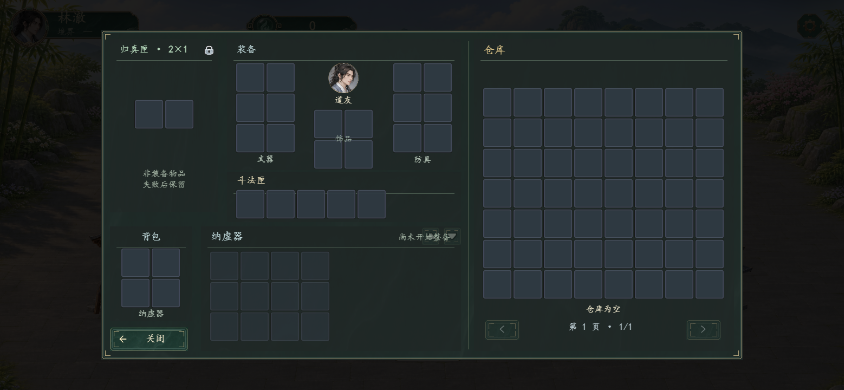 归真匣 • 2×1
装备
仓库
道友
饰品
武器
防具
非装备物品
失败后保留
斗法匣
背包
纳虚器
尚未开始整备
纳虚器
仓库为空
← 关闭
< 第 1 页 • 1/1 >